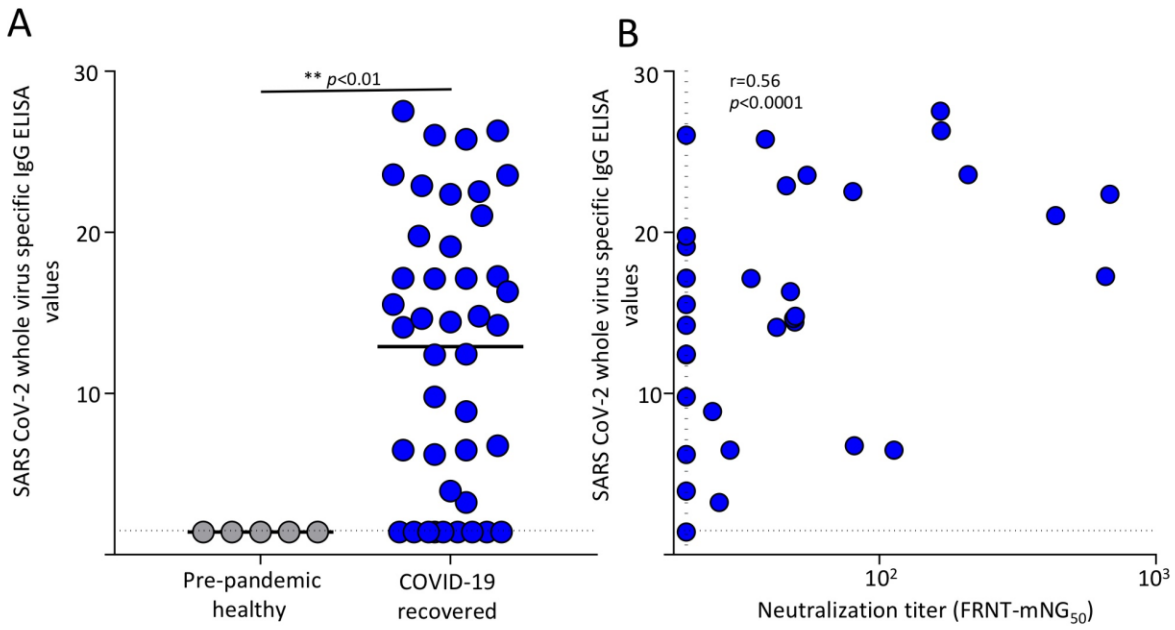 A
SARS CoV-2 whole virus specific IgG ELISA
values
30
20
10
** p<0.01
Pre-pandemic
healthy
COVID-19
recovered
B
SARS CoV-2 whole virus specific IgG ELISA
values
30
20
10
r=0.56
p<0.0001
10²
10³
Neutralization titer (FRNT-mNG₅₀)